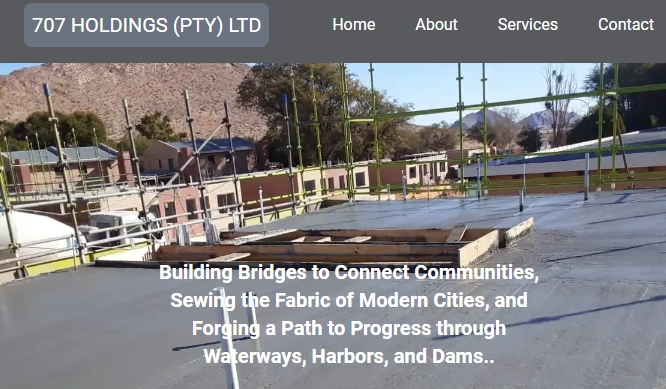 707 HOLDINGS (PTY) LTD
Home About Services Contact
Building Bridges to Connect Communities,
Sewing the Fabric of Modern Cities, and
Forging a Path to Progress through
Waterways, Harbors, and Dams..